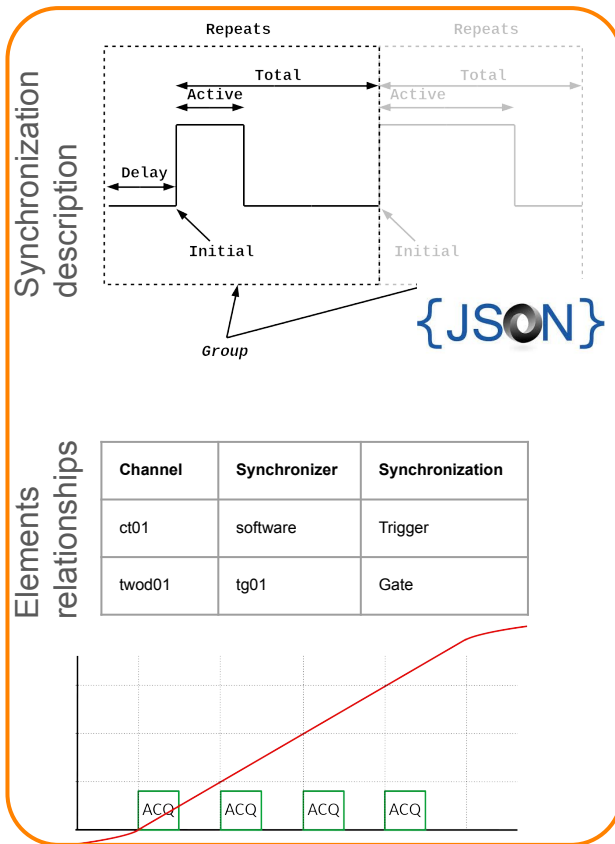 Synchronization
description
Repeats
Repeats
Total
Total
Active
Active
Delay
Initial
Initial
Group
{JSON}
Elements
relationships
Channel Synchronizer Synchronization
ct01 software Trigger
twod01 tg01 Gate
ACQ ACQ ACQ ACQ